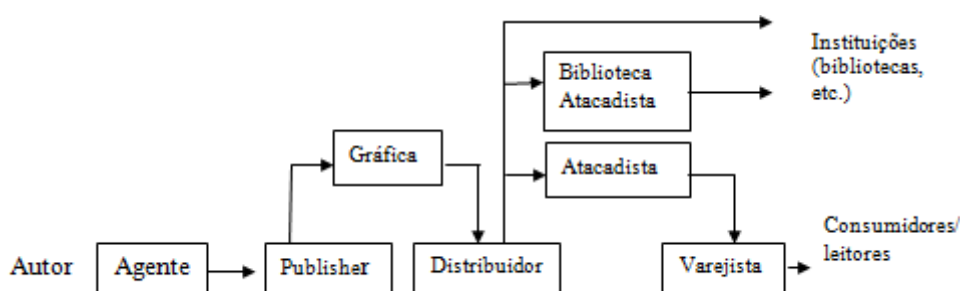 Instituições
(bibliotecas,
etc.)
Biblioteca
Atacadista
Gráfica
Atacadista
Autor
Agente
Publisher
Distribuidor
Varejista
Consumidores/
leitores